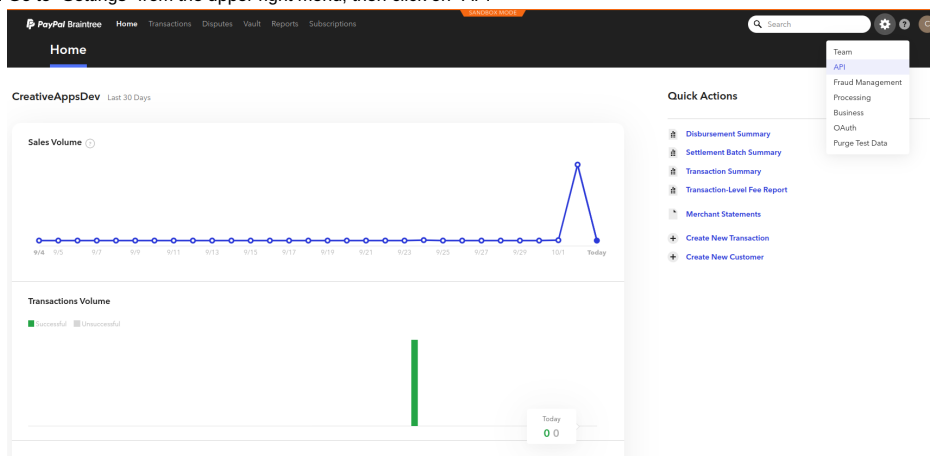 Go to "Settings" from the upper right menu, then click on "API"
SANDBOX MODE
PayPal Braintree Home Transactions Disputes Vault Reports Subscriptions Search
Home
Team
API
Fraud Management
Processing
Business
OAuth
Purge Test Data
CreativeAppsDev Last 30 Days
Sales Volume
9/4 9/5 9/7 9/9 9/11 9/13 9/15 9/17 9/19 9/21 9/23 9/25 9/27 9/29 10/1 Today
Transactions Volume
Successful Unsuccessful
Today
0 0
Quick Actions
Disbursement Summary
Settlement Batch Summary
Transaction Summary
Transaction-Level Fee Report
Merchant Statements
Create New Transaction
Create New Customer